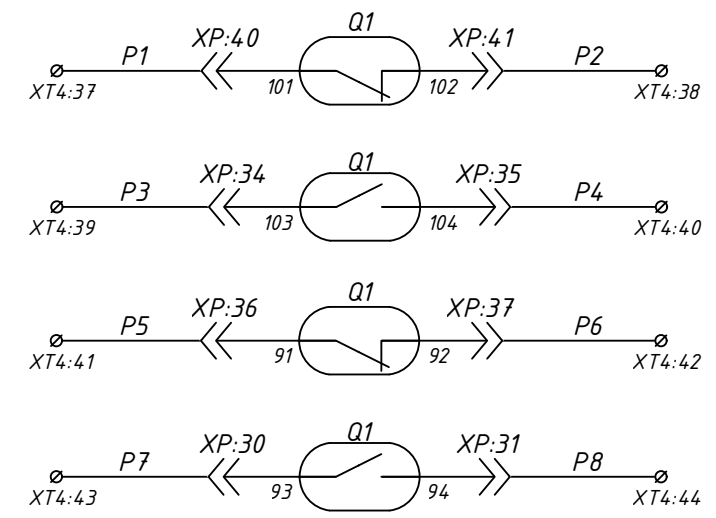 Q1
XP:40 XP:41
P1 P2
101 102
XT4:37 XT4:38
Q1
XP:34 XP:35
P3 P4
103 104
XT4:39 XT4:40
Q1
XP:36 XP:37
P5 P6
91 92
XT4:41 XT4:42
Q1
XP:30 XP:31
P7 P8
93 94
XT4:43 XT4:44